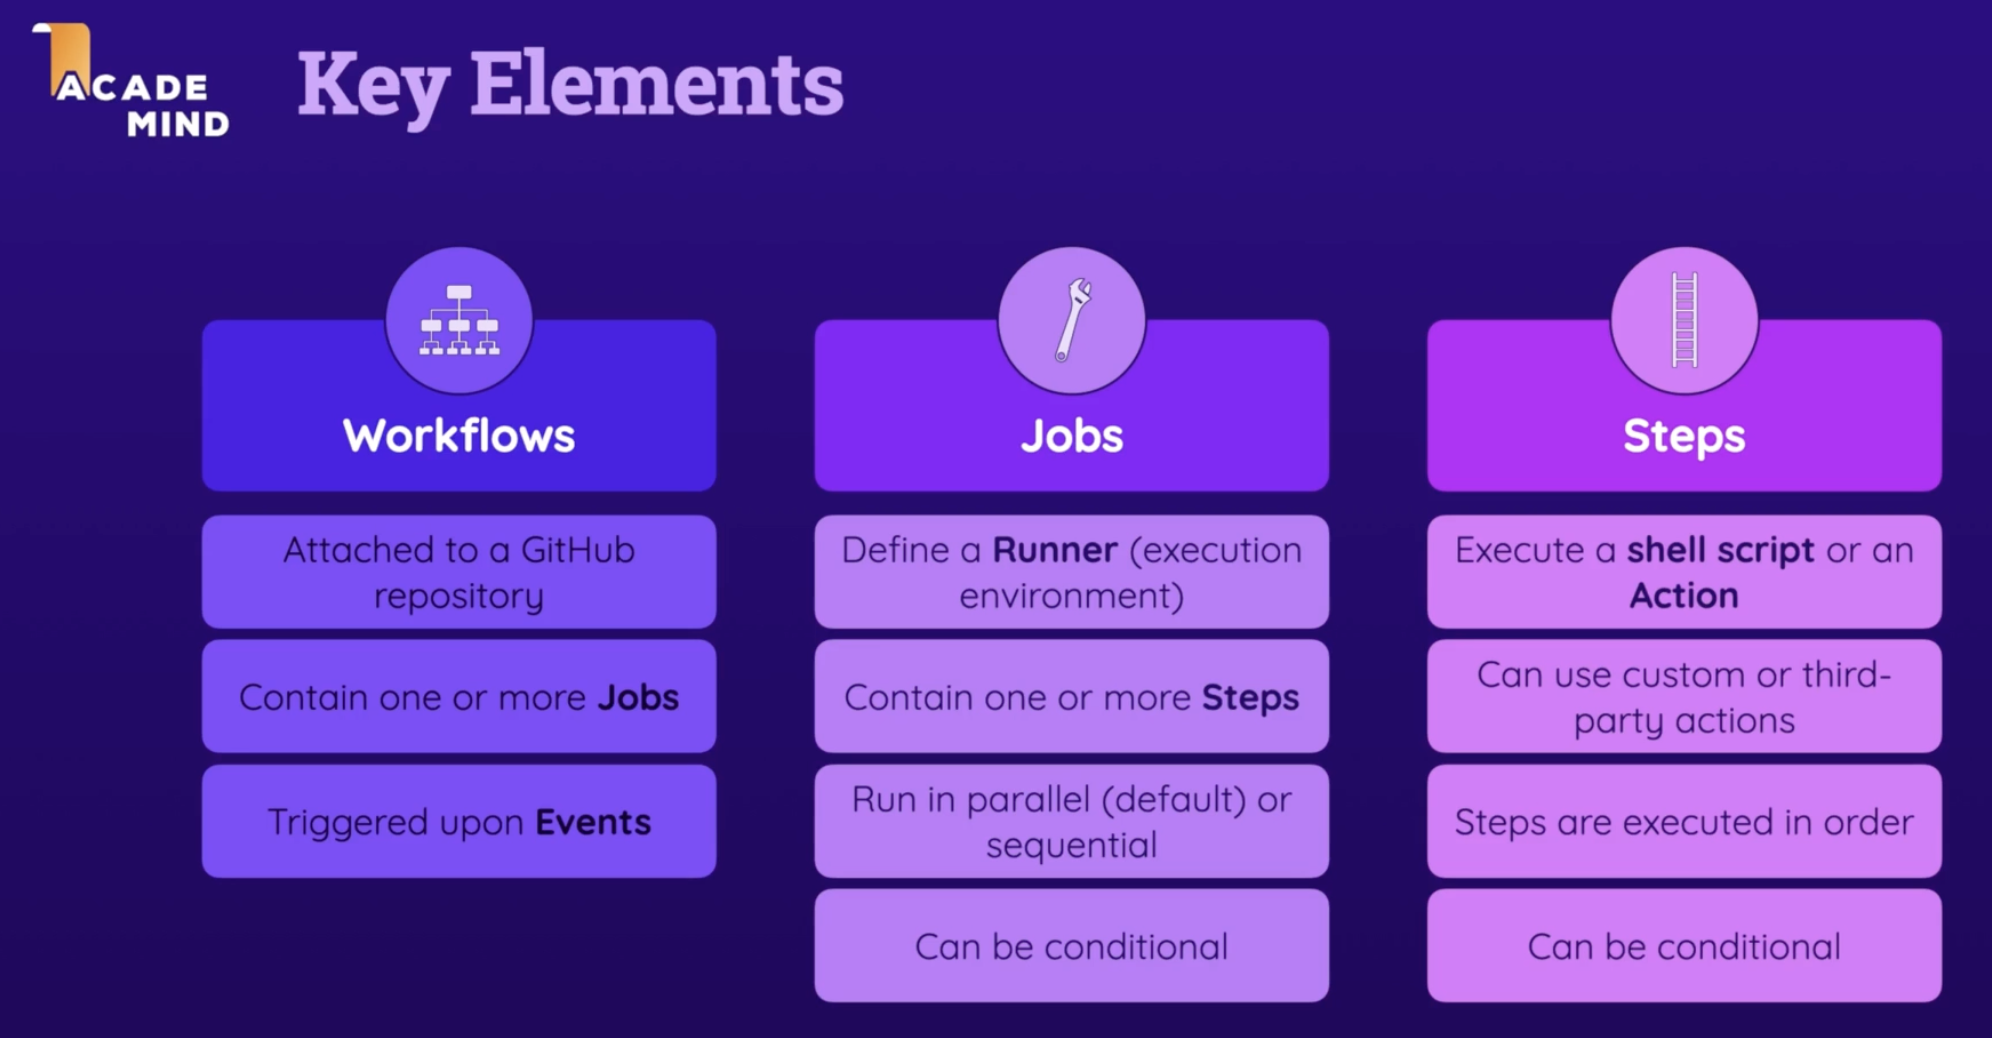 ACADE
MIND
Key Elements
Workflows
Attached to a GitHub
repository
Contain one or more Jobs
Triggered upon Events
Jobs
Define a Runner (execution
environment)
Contain one or more Steps
Run in parallel (default) or
sequential
Can be conditional
Steps
Execute a shell script or an
Action
Can use custom or third-
party actions
Steps are executed in order
Can be conditional